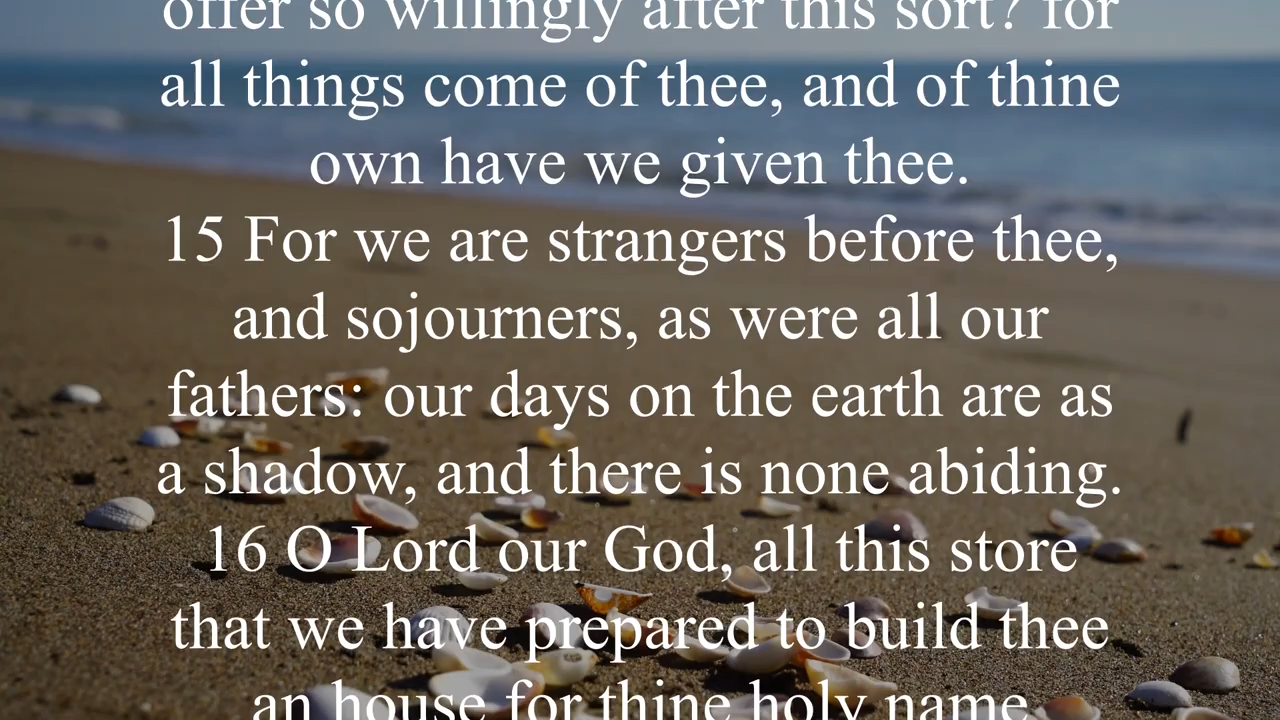 offer so willingly after this sort? for
all things come of thee, and of thine
own have we given thee.
15 For we are strangers before thee,
and sojourners, as were all our
fathers: our days on the earth are as
a shadow, and there is none abiding.
16 O Lord our God, all this store
that we have prepared to build thee
an house for thine holy name